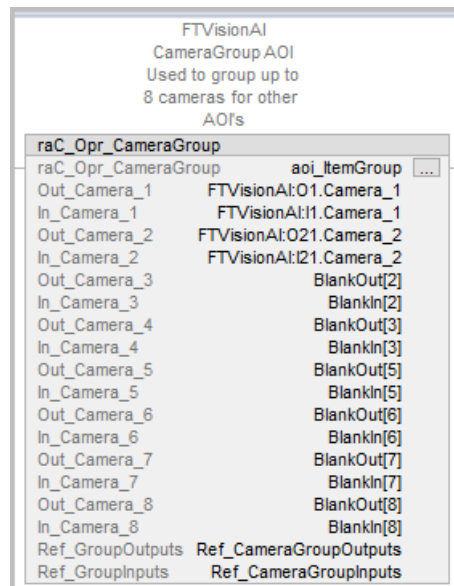 FTVisionAI
CameraGroup AOI
Used to group up to
8 cameras for other
AOI's
raC_Opr_CameraGroup
raC_Opr_CameraGroup aoi_ItemGroup ...
Out_Camera_1 FTVisionAI:O1.Camera_1
In_Camera_1 FTVisionAI:I1.Camera_1
Out_Camera_2 FTVisionAI:O21.Camera_2
In_Camera_2 FTVisionAI:I21.Camera_2
Out_Camera_3 BlankOut[2]
In_Camera_3 BlankIn[2]
Out_Camera_4 BlankOut[3]
In_Camera_4 BlankIn[3]
Out_Camera_5 BlankOut[5]
In_Camera_5 BlankIn[5]
Out_Camera_6 BlankOut[6]
In_Camera_6 BlankIn[6]
Out_Camera_7 BlankOut[7]
In_Camera_7 BlankIn[7]
Out_Camera_8 BlankOut[8]
In_Camera_8 BlankIn[8]
Ref_GroupOutputs Ref_CameraGroupOutputs
Ref_GroupInputs Ref_CameraGroupInputs